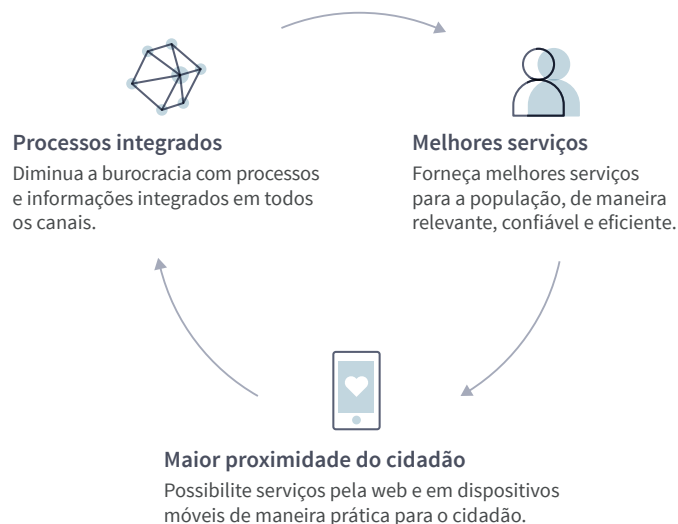 Processos integrados
Diminua a burocracia com processos
e informações integrados em todos
os canais.
Melhores serviços
Forneça melhores serviços
para a população, de maneira
relevante, confiável e eficiente.
Maior proximidade do cidadão
Possibilite serviços pela web e em dispositivos
móveis de maneira prática para o cidadão.